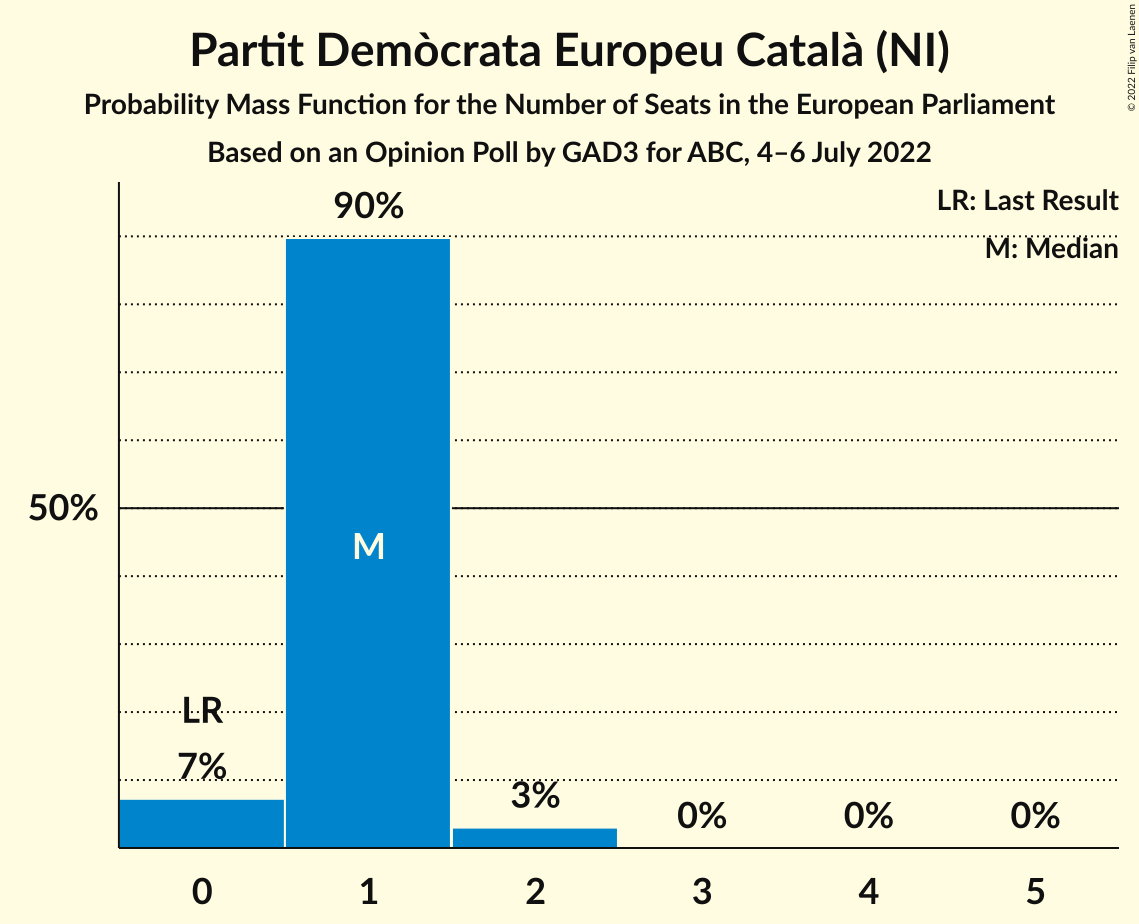 Partit Demòcrata Europeu Català (NI)
Probability Mass Function for the Number of Seats in the European Parliament
Based on an Opinion Poll by GAD3 for ABC, 4–6 July 2022
© 2022 Filip van Laenen
LR: Last Result
M: Median
90%
50%
M
LR
7%
3%
0%
0%
0%
0
1
2
3
4
5